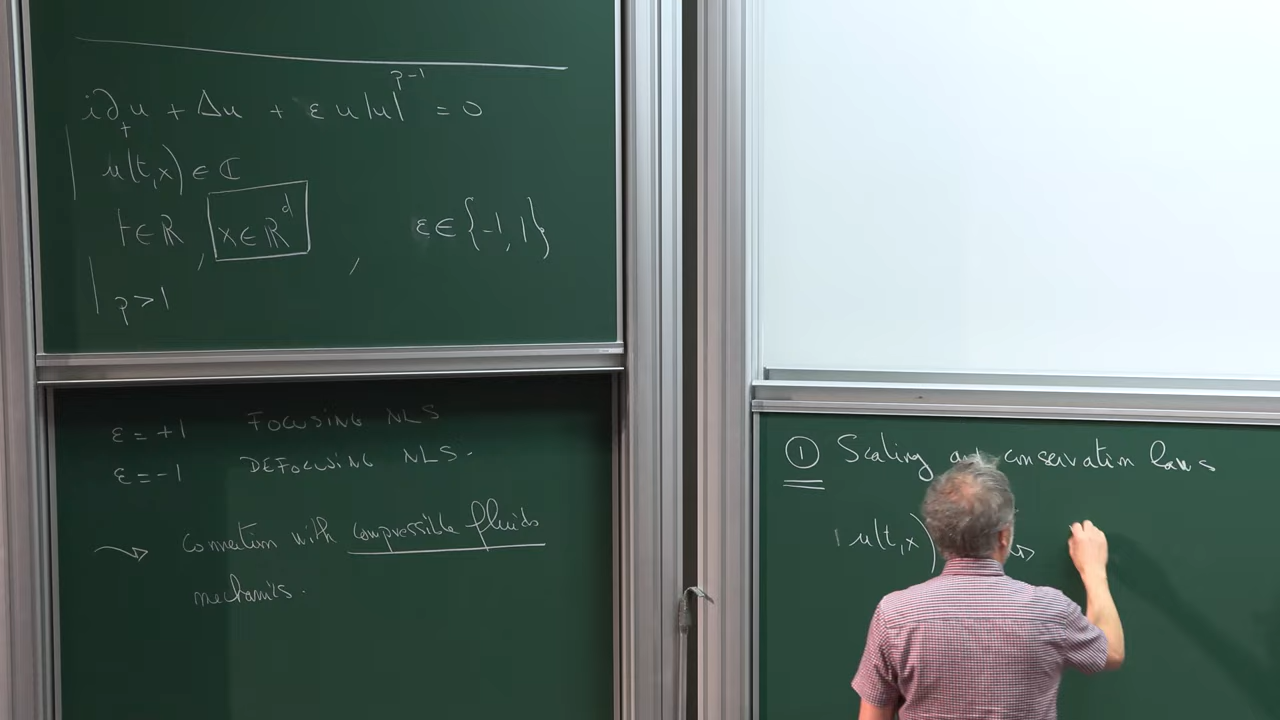 i∂ₜu + Δu + ε u|u|^{p-1} = 0
u(t,x) ∈ ℂ
t ∈ ℝ, x ∈ ℝ^d, ε ∈ {-1, 1}
p > 1
ε = +1 FOCUSING NLS
ε = -1 DEFOCUSING NLS.
⇝ Connection with compressible fluids
mechanics.
① Scaling and conservation laws
u(t,x) ⇝